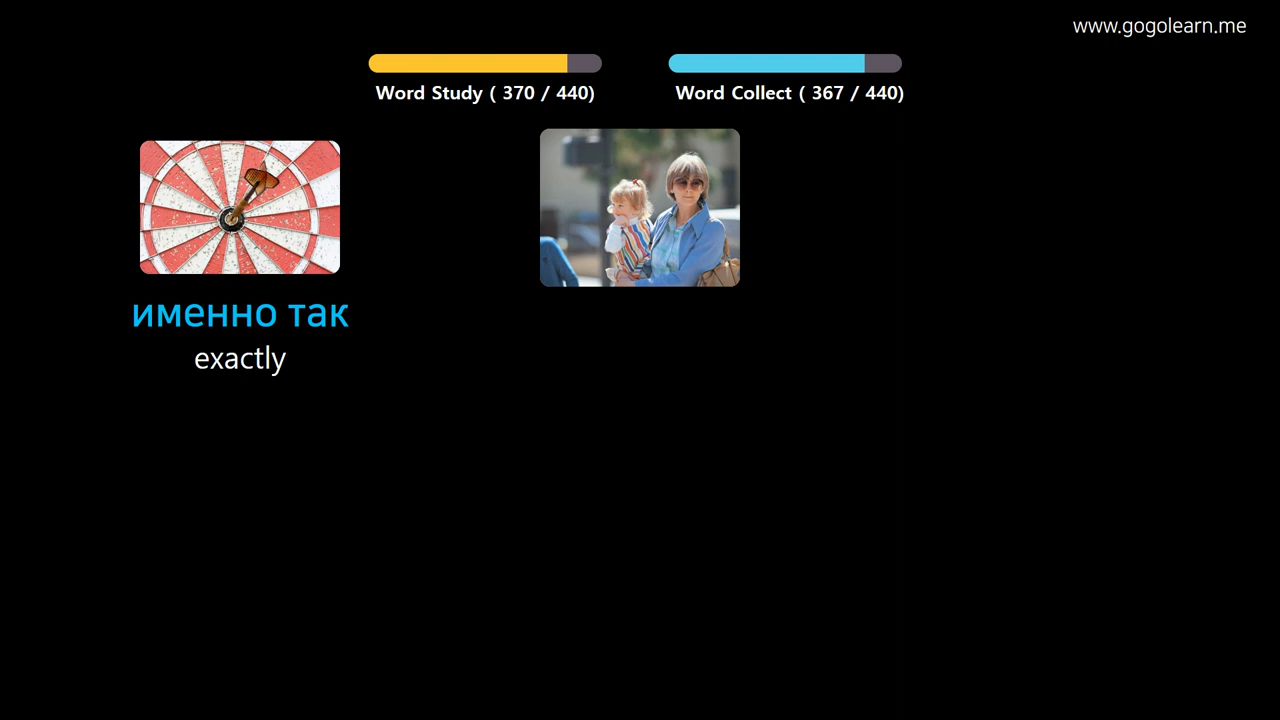 www.gogolearn.me
Word Study ( 370 / 440)
Word Collect ( 367 / 440)
именно так
exactly